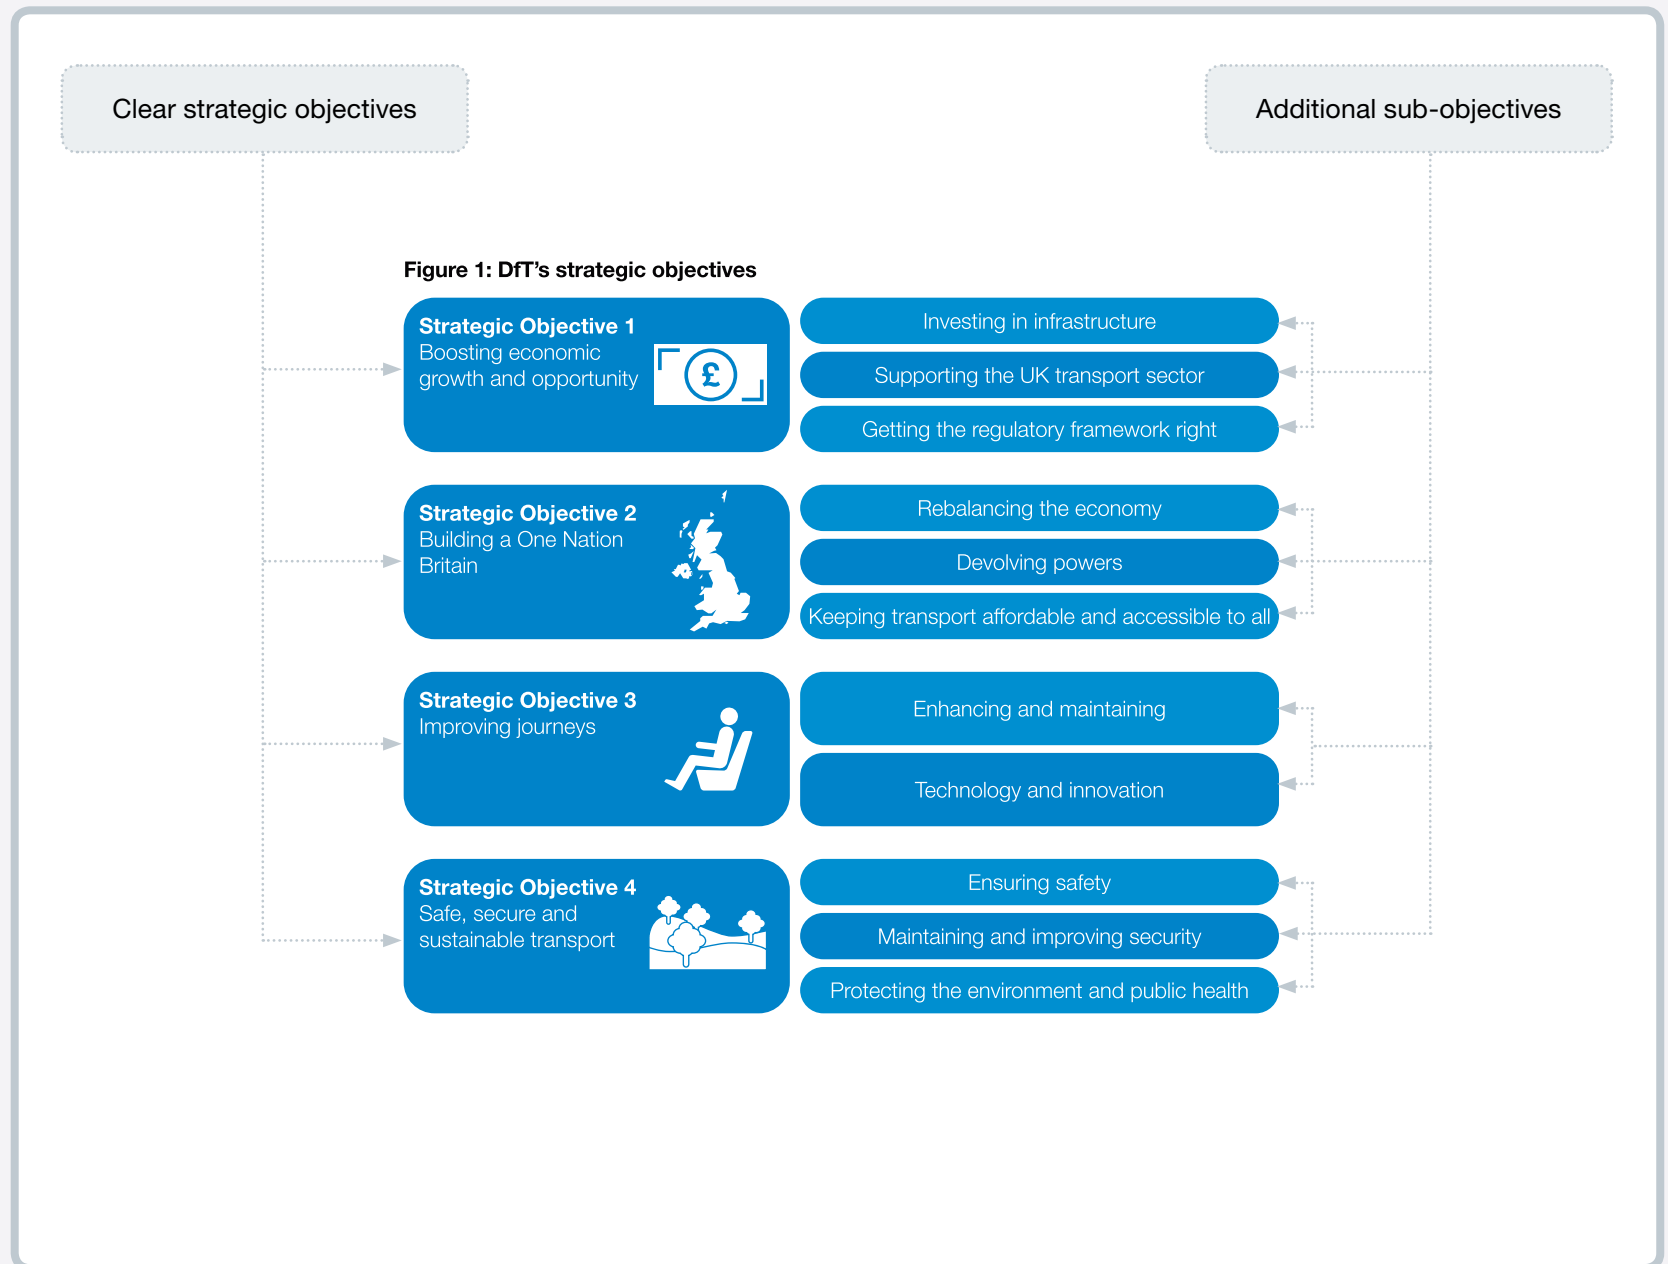 Clear strategic objectives
Additional sub-objectives
Figure 1: DfT’s strategic objectives
Strategic Objective 1
Boosting economic
growth and opportunity
£
Investing in infrastructure
Supporting the UK transport sector
Getting the regulatory framework right
Strategic Objective 2
Building a One Nation
Britain
Rebalancing the economy
Devolving powers
Keeping transport affordable and accessible to all
Strategic Objective 3
Improving journeys
Enhancing and maintaining
Technology and innovation
Strategic Objective 4
Safe, secure and
sustainable transport
Ensuring safety
Maintaining and improving security
Protecting the environment and public health